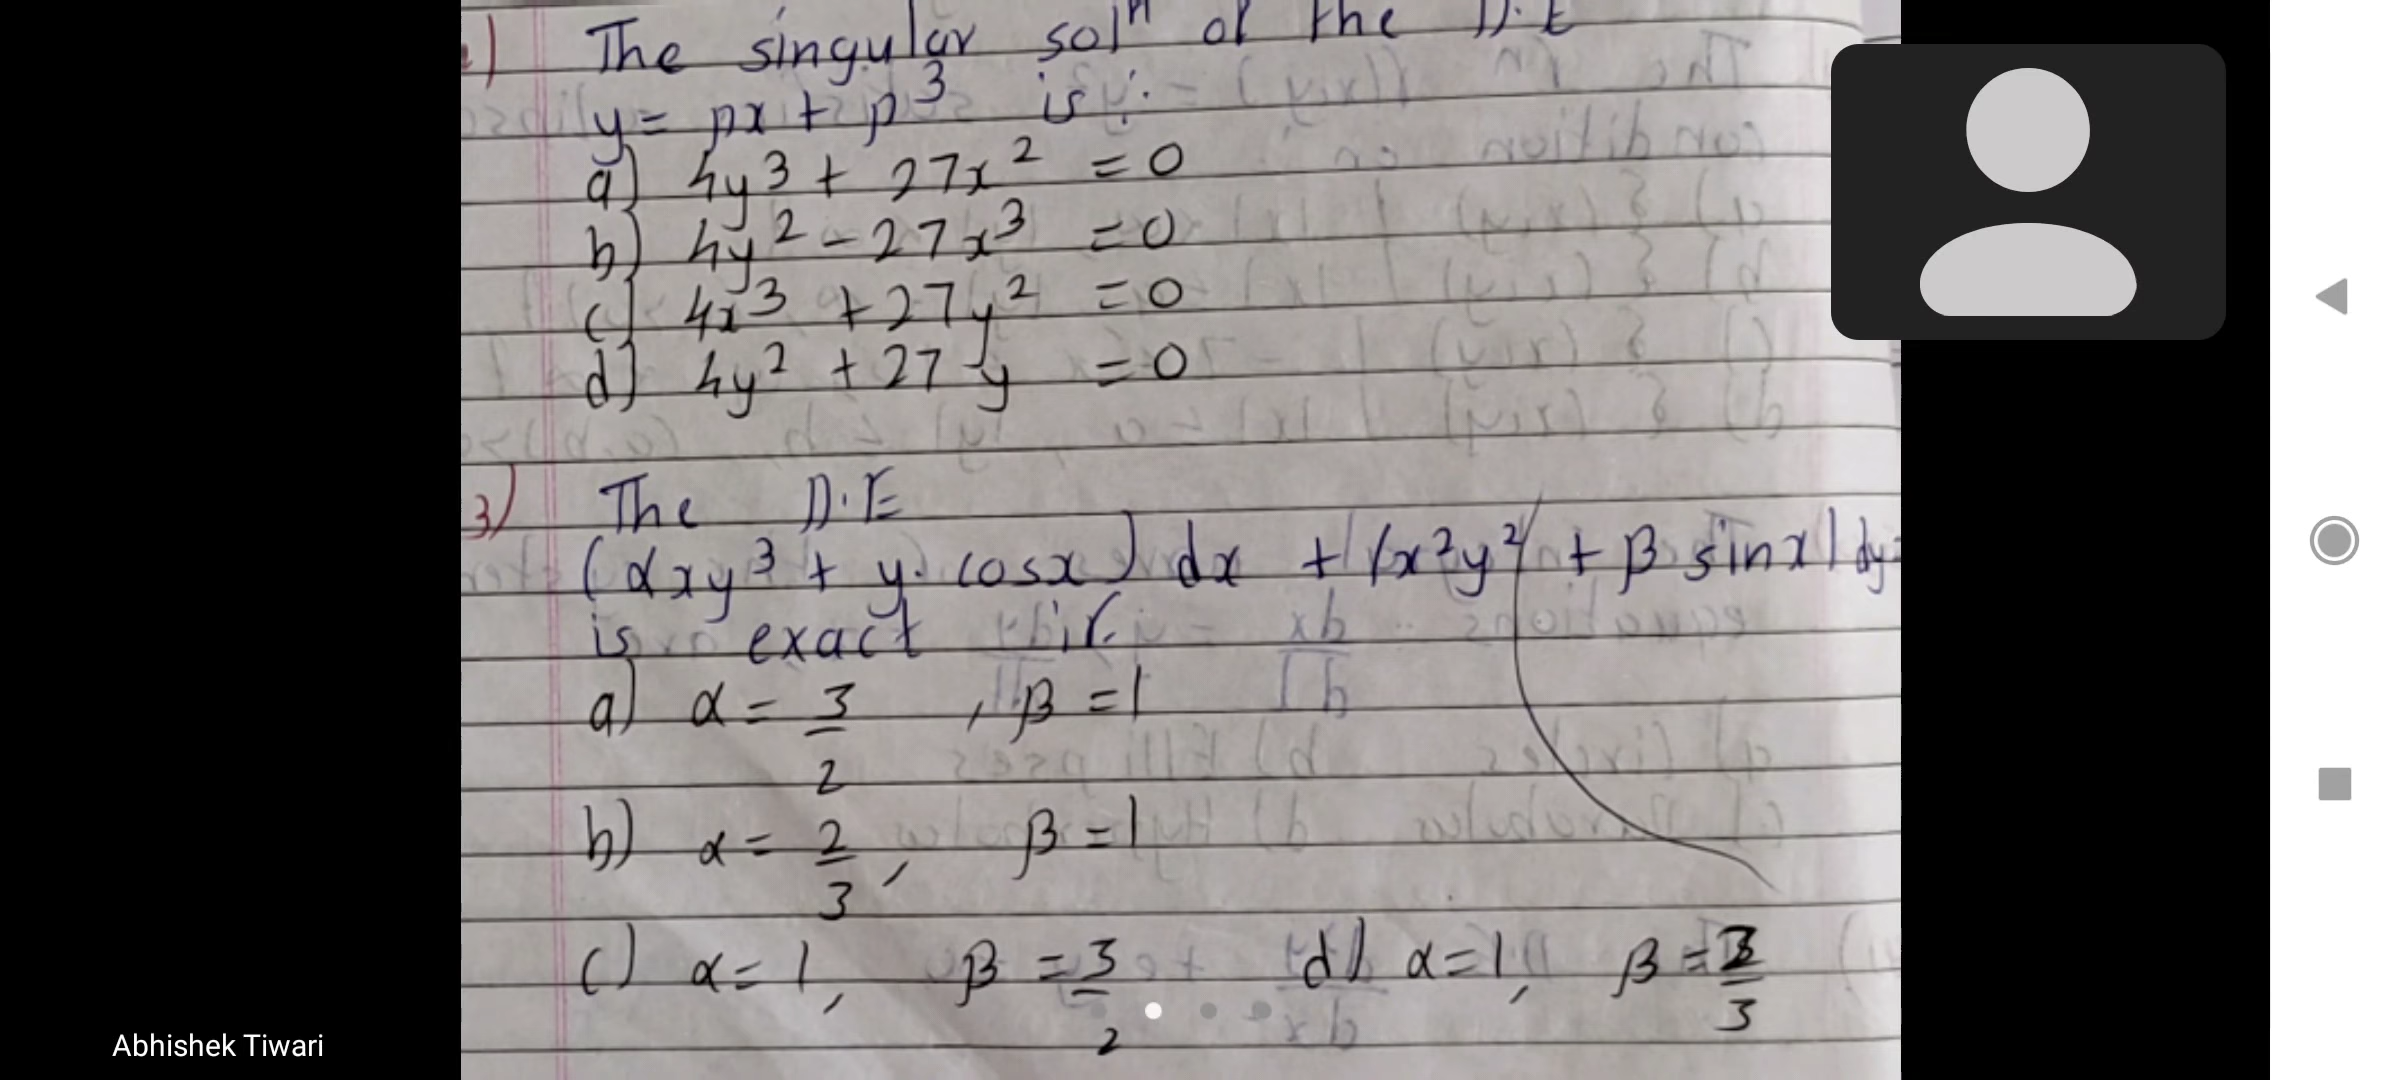 The singular solⁿ of the D.E
y = px + p³ is :
a) 4y³ + 27x² = 0
b) 4y² - 27x³ = 0
c) 4x³ + 27y² = 0
d) 4y² + 27y = 0
3) The D.E
(αxy³ + y. cosx) dx + (x²y² + β sinx) dy =
is exact if.
a) α = 3/2 , β = 1
b) α = 2/3, β = 1
c) α = 1, β = 3/2 d) α = 1, β = 2/3
Abhishek Tiwari